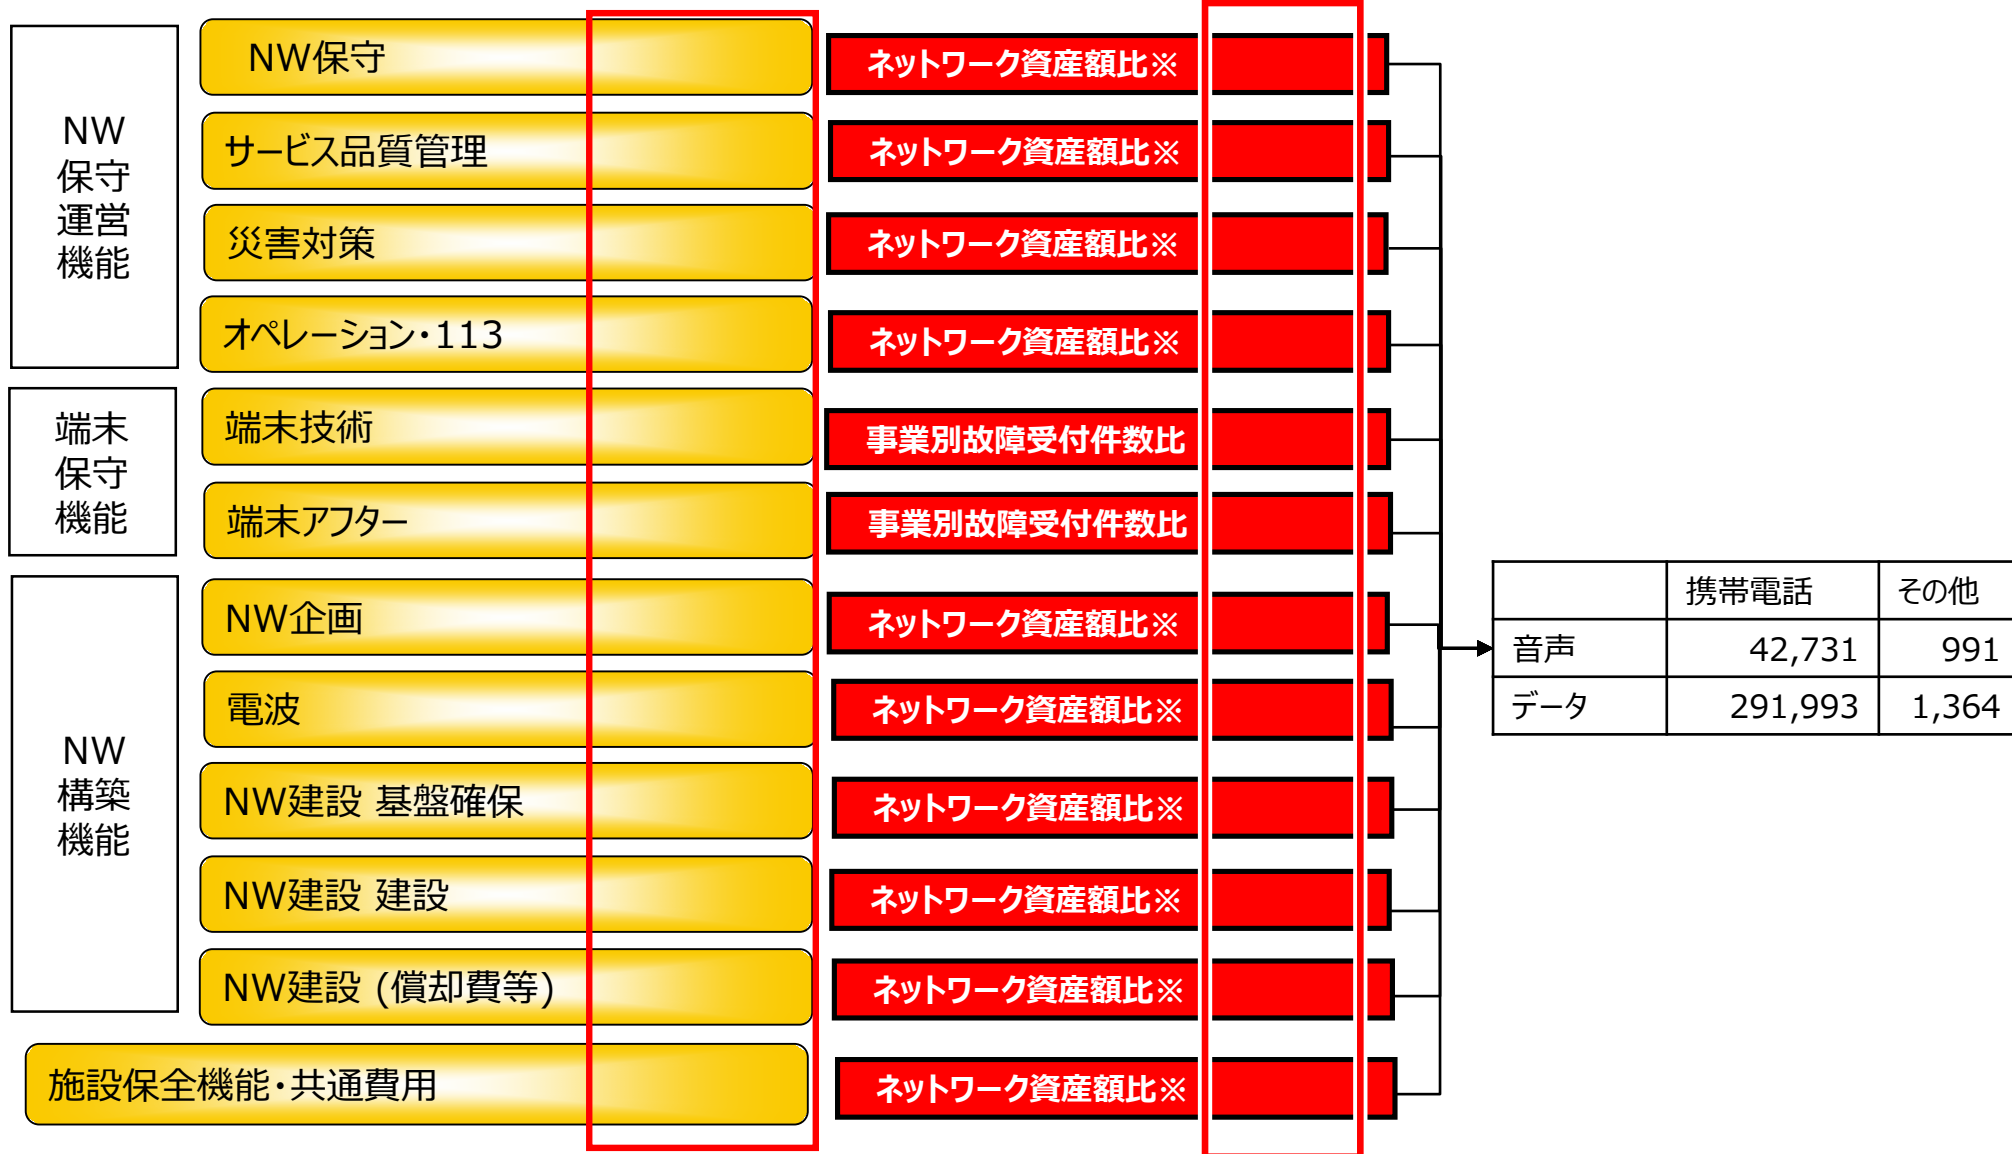 NW
保守
運営
機能
NW保守
ネットワーク資産額比※
サービス品質管理
ネットワーク資産額比※
災害対策
ネットワーク資産額比※
オペレーション・113
ネットワーク資産額比※
端末
保守
機能
端末技術
事業別故障受付件数比
端末アフター
事業別故障受付件数比
NW
構築
機能
NW企画
ネットワーク資産額比※
電波
ネットワーク資産額比※
NW建設 基盤確保
ネットワーク資産額比※
NW建設 建設
ネットワーク資産額比※
NW建設 (償却費等)
ネットワーク資産額比※
施設保全機能・共通費用
ネットワーク資産額比※
携帯電話 その他
音声 42,731 991
データ 291,993 1,364